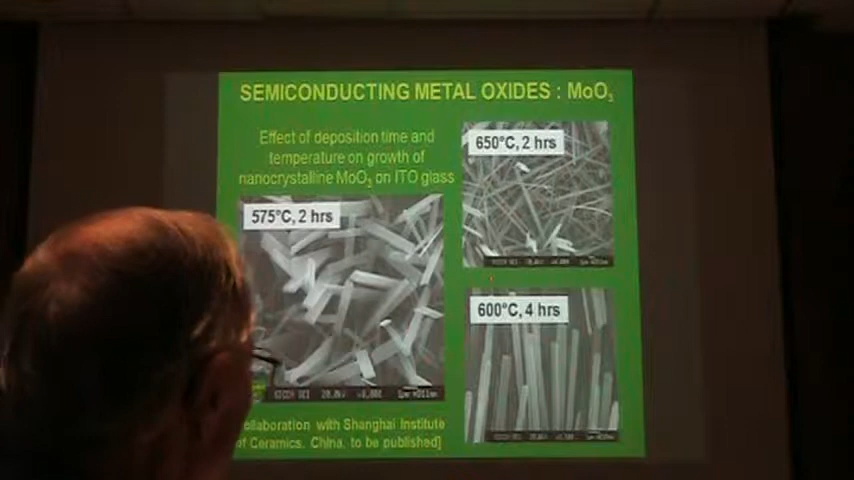 SEMICONDUCTING METAL OXIDES : MoO₃
Effect of deposition time and
temperature on growth of
nanocrystalline MoO₃ on ITO glass
650°C, 2 hrs
575°C, 2 hrs
600°C, 4 hrs
ollaboration with Shanghai Institute
of Ceramics, China, to be published]